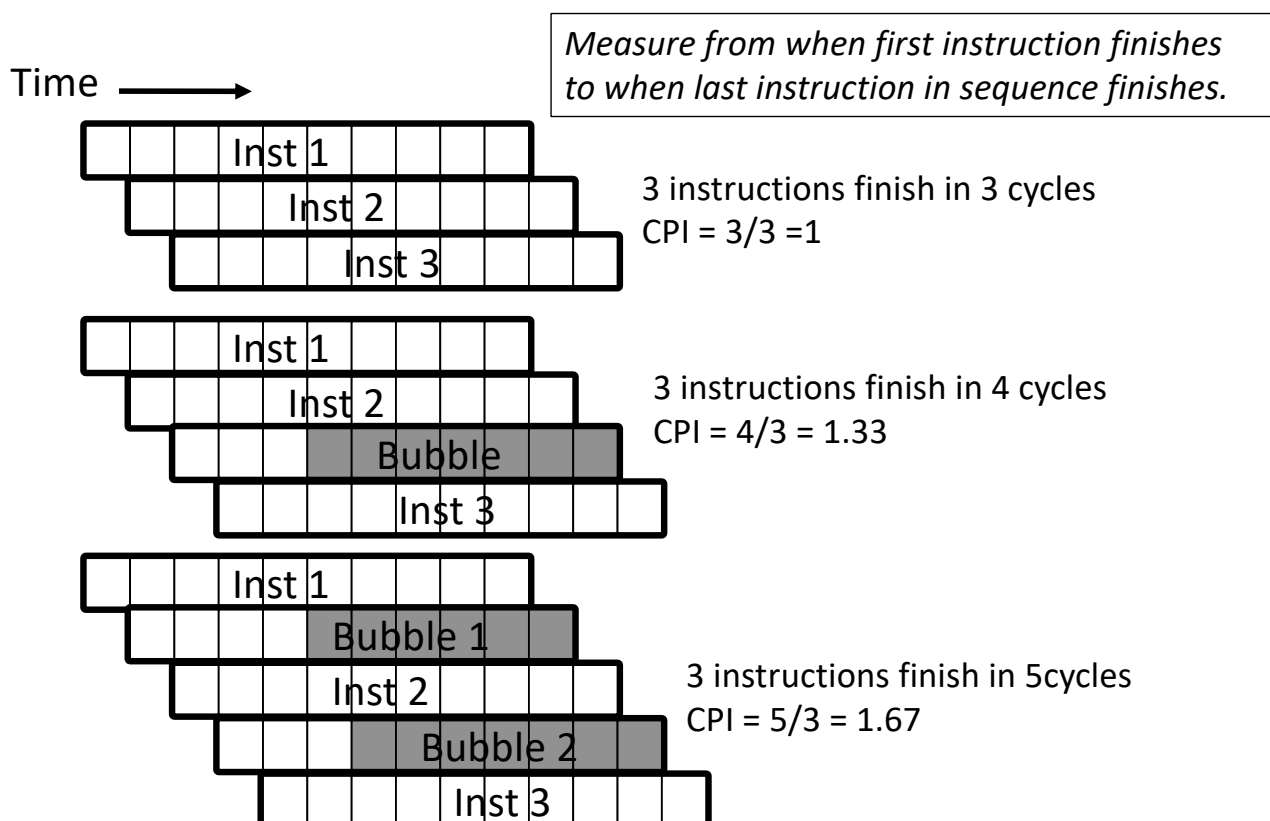 Measure from when first instruction finishes
to when last instruction in sequence finishes.
Time
Inst 1
Inst 2
Inst 3
3 instructions finish in 3 cycles
CPI = 3/3 =1
Inst 1
Inst 2
Bubble
Inst 3
3 instructions finish in 4 cycles
CPI = 4/3 = 1.33
Inst 1
Bubble 1
Inst 2
Bubble 2
Inst 3
3 instructions finish in 5cycles
CPI = 5/3 = 1.67